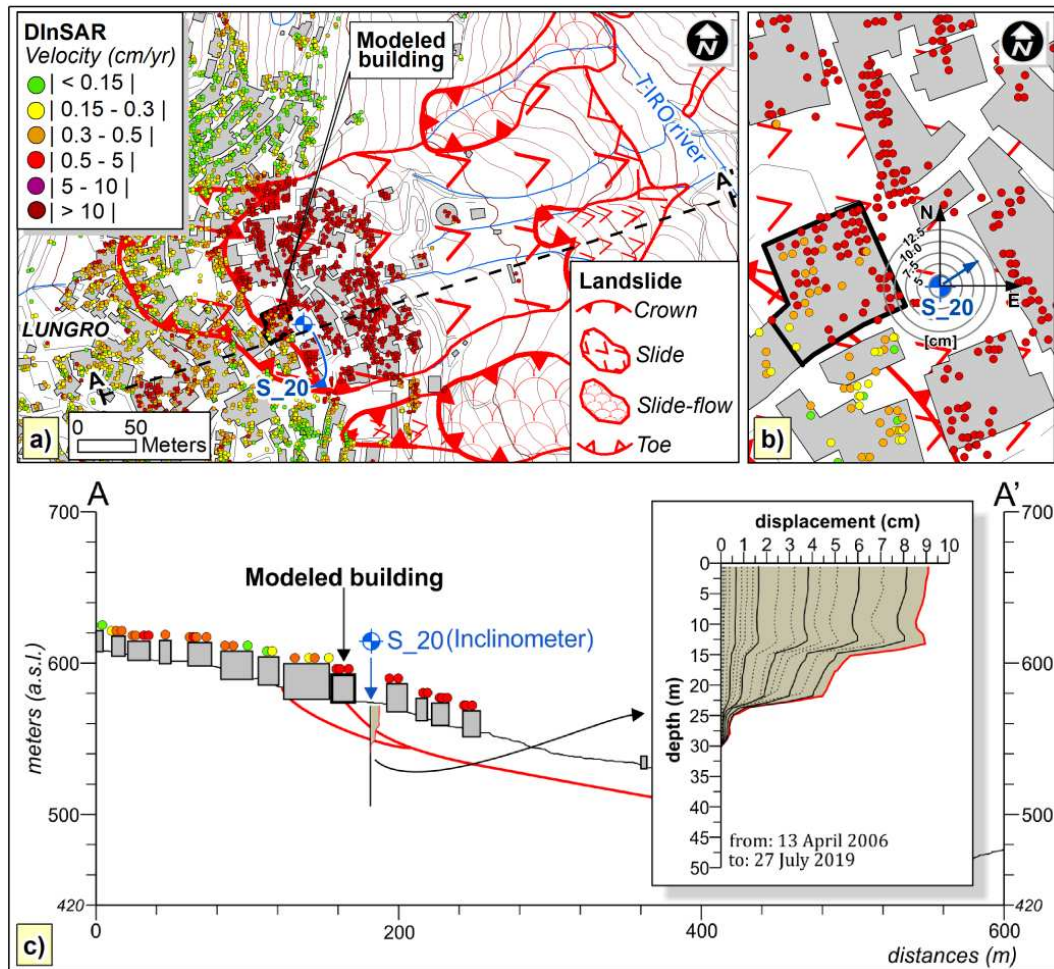 DInSAR
Velocity (cm/yr)
| < 0.15 |
| 0.15 - 0.3 |
| 0.3 - 0.5 |
| 0.5 - 5 |
| 5 - 10 |
| > 10 |
Modeled
building
N
TIRO river
A'
LUNGRO
A
S_20
0 50
Meters
a)
Landslide
Crown
Slide
Slide-flow
Toe
N
N
12.5
10.0
7.5
5
E
S_20
[cm]
b)
A
A'
700
600
500
420
meters (a.s.l.)
Modeled building
S_20 (Inclinometer)
displacement (cm)
0 1 2 3 4 5 6 7 8 9 10
0
5
10
15
20
25
30
35
40
45
50
depth (m)
from: 13 April 2006
to: 27 July 2019
700
600
500
420
0 200 400 600
distances (m)
c)